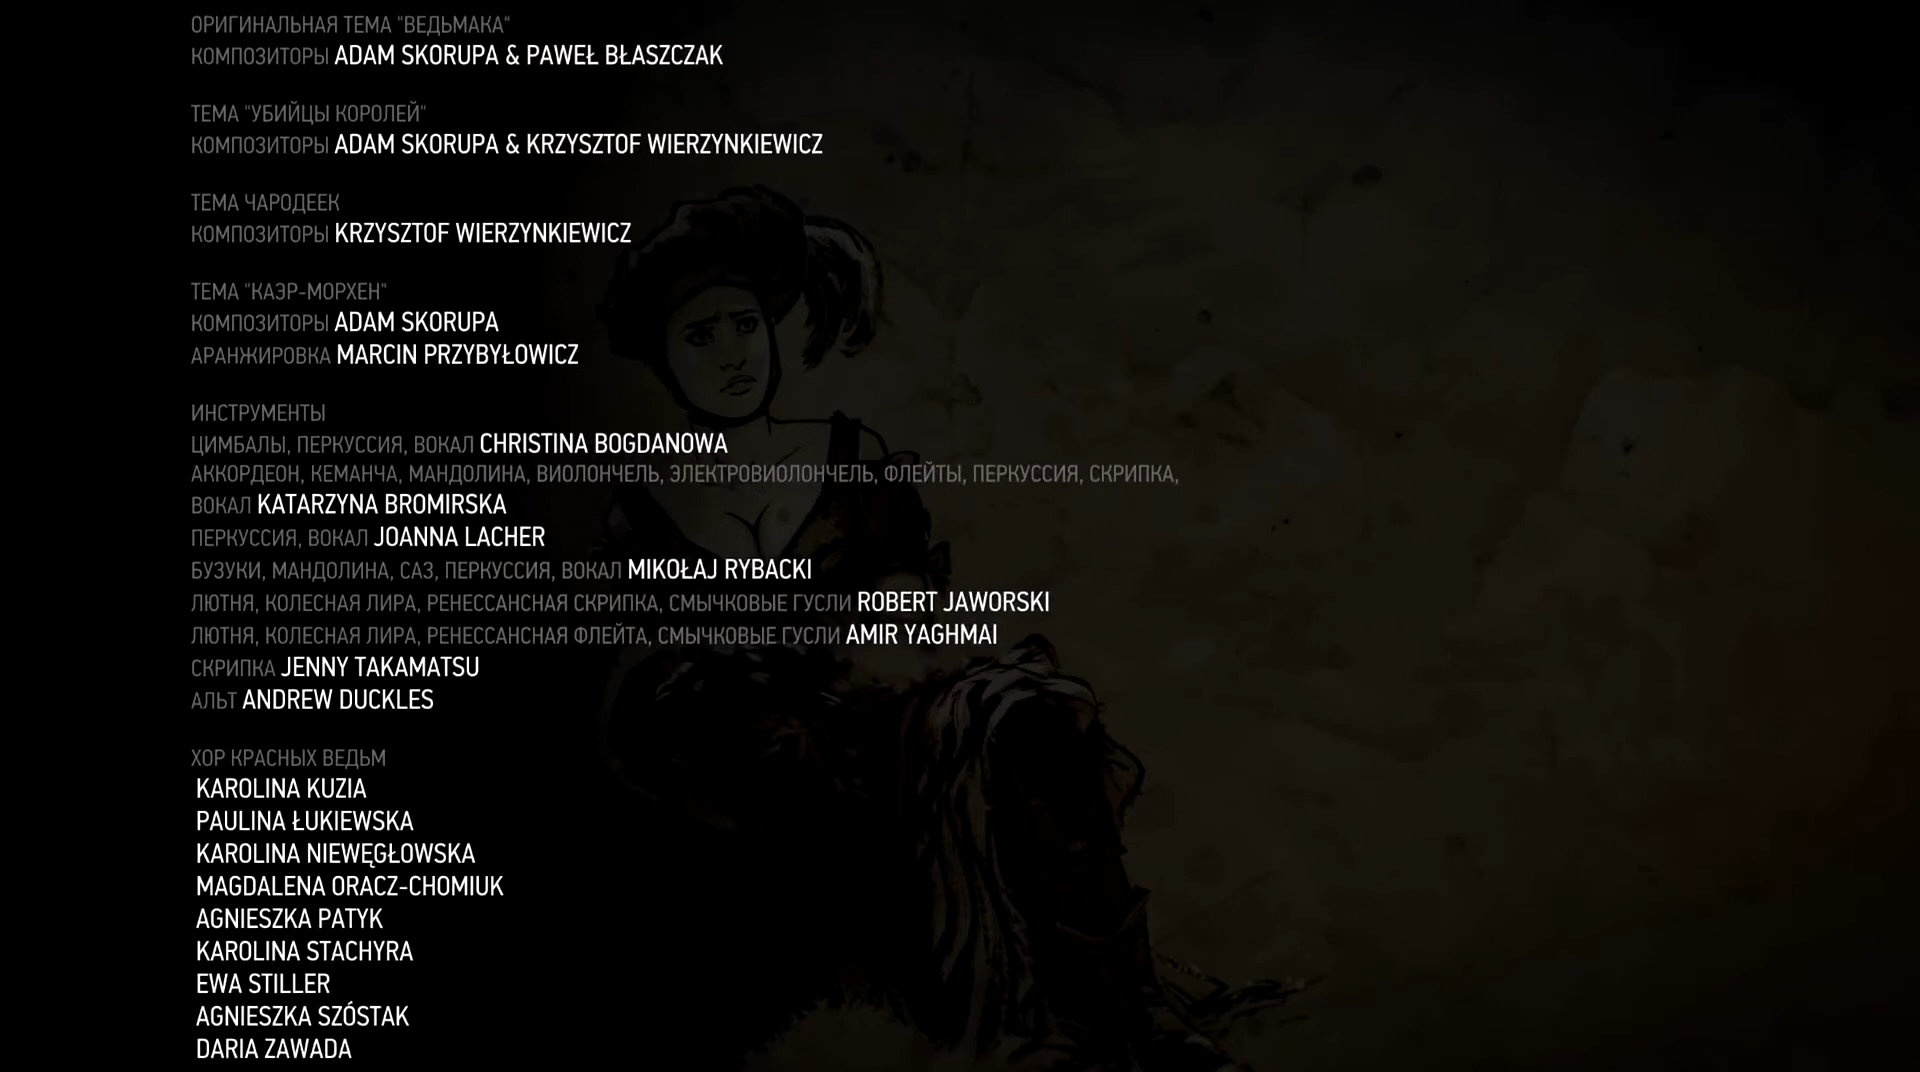 ОРИГИНАЛЬНАЯ ТЕМА "ВЕДЬМАКА"
КОМПОЗИТОРЫ ADAM SKORUPA & PAWEŁ BŁASZCZAK
ТЕМА "УБИЙЦЫ КОРОЛЕЙ"
КОМПОЗИТОРЫ ADAM SKORUPA & KRZYSZTOF WIERZYNKIEWICZ
ТЕМА ЧАРОДЕЕК
КОМПОЗИТОРЫ KRZYSZTOF WIERZYNKIEWICZ
ТЕМА "КАЭР-МОРХЕН"
КОМПОЗИТОРЫ ADAM SKORUPA
АРАНЖИРОВКА MARCIN PRZYBYŁOWICZ
ИНСТРУМЕНТЫ
ЦИМБАЛЫ, ПЕРКУССИЯ, ВОКАЛ CHRISTINA BOGDANOWA
АККОРДЕОН, КЕМАНЧА, МАНДОЛИНА, ВИОЛОНЧЕЛЬ, ЭЛЕКТРОВИОЛОНЧЕЛЬ, ФЛЕЙТЫ, ПЕРКУССИЯ, СКРИПКА,
ВОКАЛ KATARZYNA BROMIRSKA
ПЕРКУССИЯ, ВОКАЛ JOANNA LACHER
БУЗУКИ, МАНДОЛИНА, САЗ, ПЕРКУССИЯ, ВОКАЛ MIKOŁAJ RYBACKI
ЛЮТНЯ, КОЛЕСНАЯ ЛИРА, РЕНЕССАНСНАЯ СКРИПКА, СМЫЧКОВЫЕ ГУСЛИ ROBERT JAWORSKI
ЛЮТНЯ, КОЛЕСНАЯ ЛИРА, РЕНЕССАНСНАЯ ФЛЕЙТА, СМЫЧКОВЫЕ ГУСЛИ AMIR YAGHMAI
СКРИПКА JENNY TAKAMATSU
АЛЬТ ANDREW DUCKLES
ХОР КРАСНЫХ ВЕДЬМ
KAROLINA KUZIA
PAULINA ŁUKIEWSKA
KAROLINA NIEWĘGŁOWSKA
MAGDALENA ORACZ-CHOMIUK
AGNIESZKA PATYK
KAROLINA STACHYRA
EWA STILLER
AGNIESZKA SZÓSTAK
DARIA ZAWADA